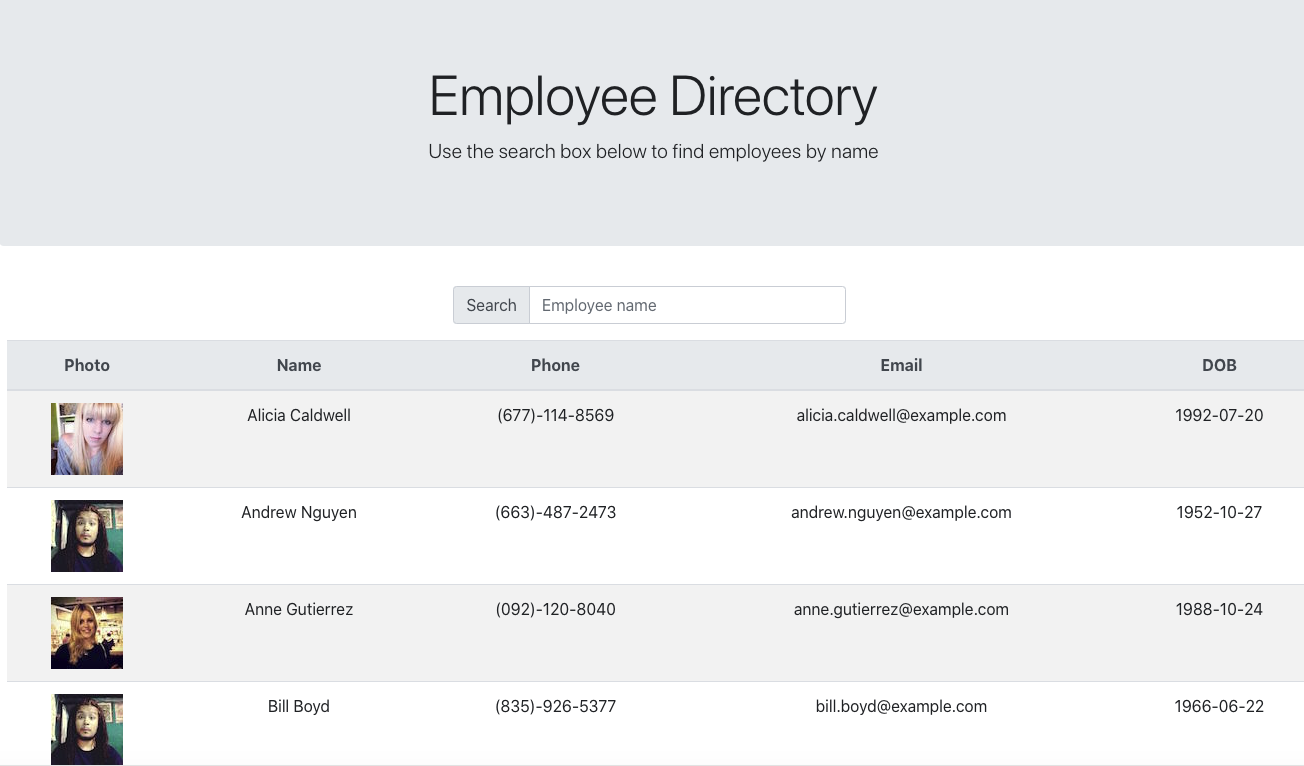 Employee Directory
Use the search box below to find employees by name
Search Employee name
Photo Name Phone Email DOB
Alicia Caldwell (677)-114-8569 alicia.caldwell@example.com 1992-07-20
Andrew Nguyen (663)-487-2473 andrew.nguyen@example.com 1952-10-27
Anne Gutierrez (092)-120-8040 anne.gutierrez@example.com 1988-10-24
Bill Boyd (835)-926-5377 bill.boyd@example.com 1966-06-22